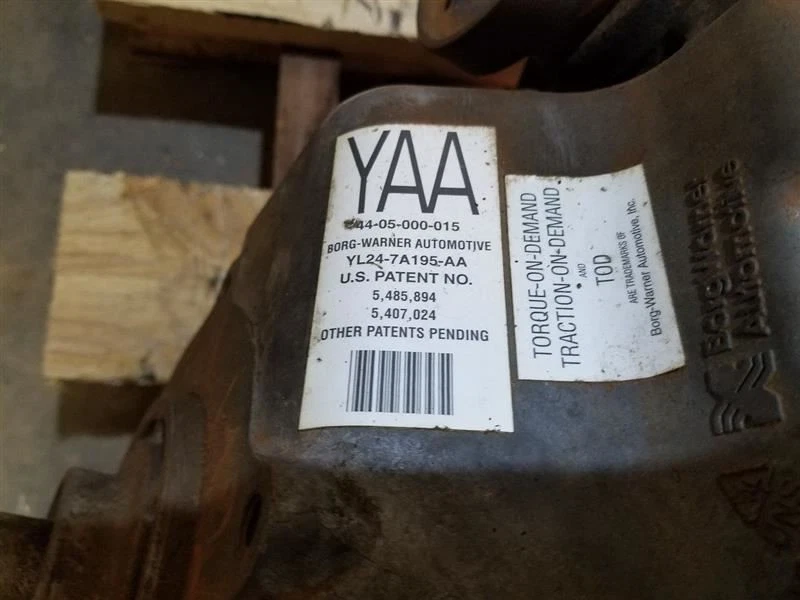 YAA
44-05-000-015
BORG-WARNER AUTOMOTIVE
YL24-7A195-AA
U.S. PATENT NO.
5,485,894
5,407,024
OTHER PATENTS PENDING
TORQUE-ON-DEMAND
TRACTION-ON-DEMAND
AND
TOD
ARE TRADEMARKS OF
Borg-Warner Automotive, Inc.
Borg-Warner
Automotive